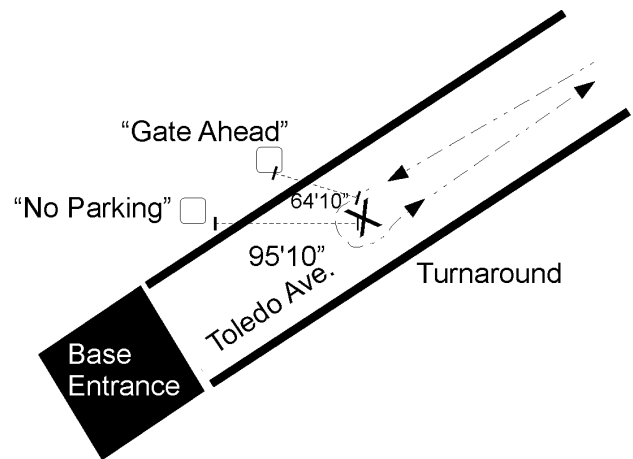 “Gate Ahead”
“No Parking”
64'10”
X
95'10”
Toledo Ave.
Turnaround
Base
Entrance